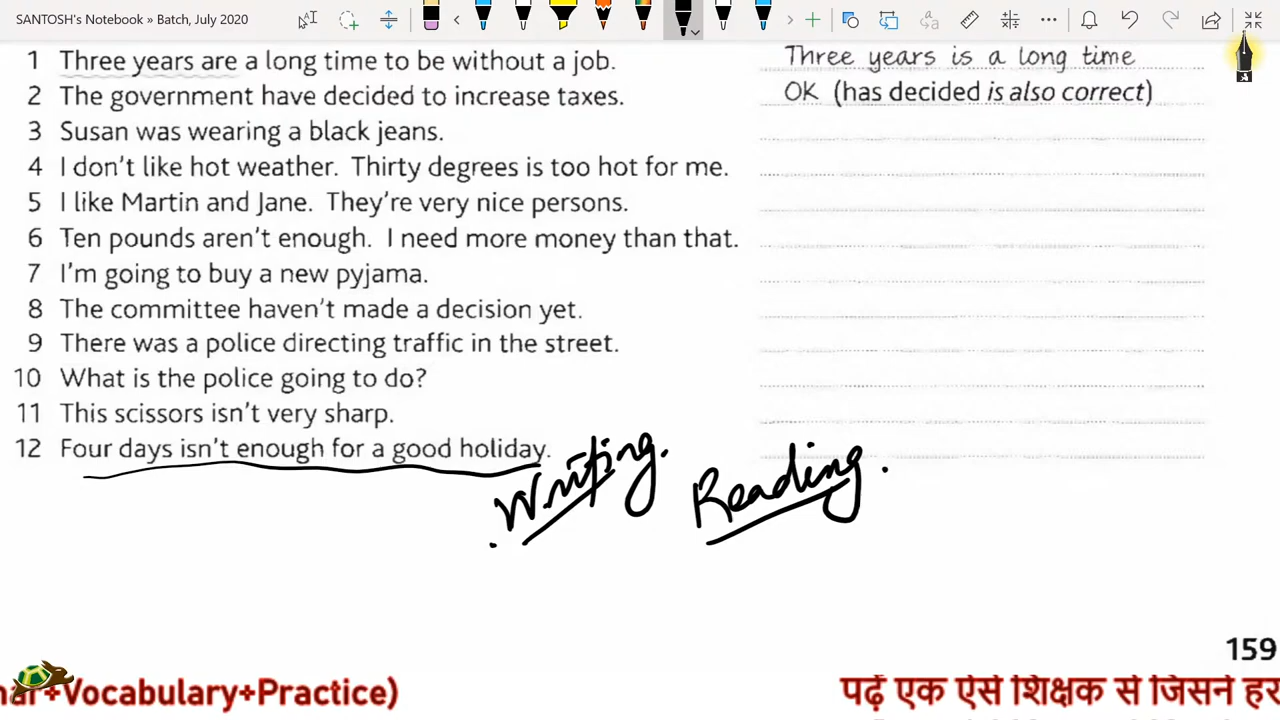 SANTOSH's Notebook » Batch, July 2020
1 Three years are a long time to be without a job. Three years is a long time
2 The government have decided to increase taxes. OK (has decided is also correct)
3 Susan was wearing a black jeans.
4 I don't like hot weather. Thirty degrees is too hot for me.
5 I like Martin and Jane. They're very nice persons.
6 Ten pounds aren't enough. I need more money than that.
7 I'm going to buy a new pyjama.
8 The committee haven't made a decision yet.
9 There was a police directing traffic in the street.
10 What is the police going to do?
11 This scissors isn't very sharp.
12 Four days isn't enough for a good holiday.
Writing. Reading.
159
+Vocabulary+Practice) पढ़ें एक ऐसे शिक्षक से जिसने हर